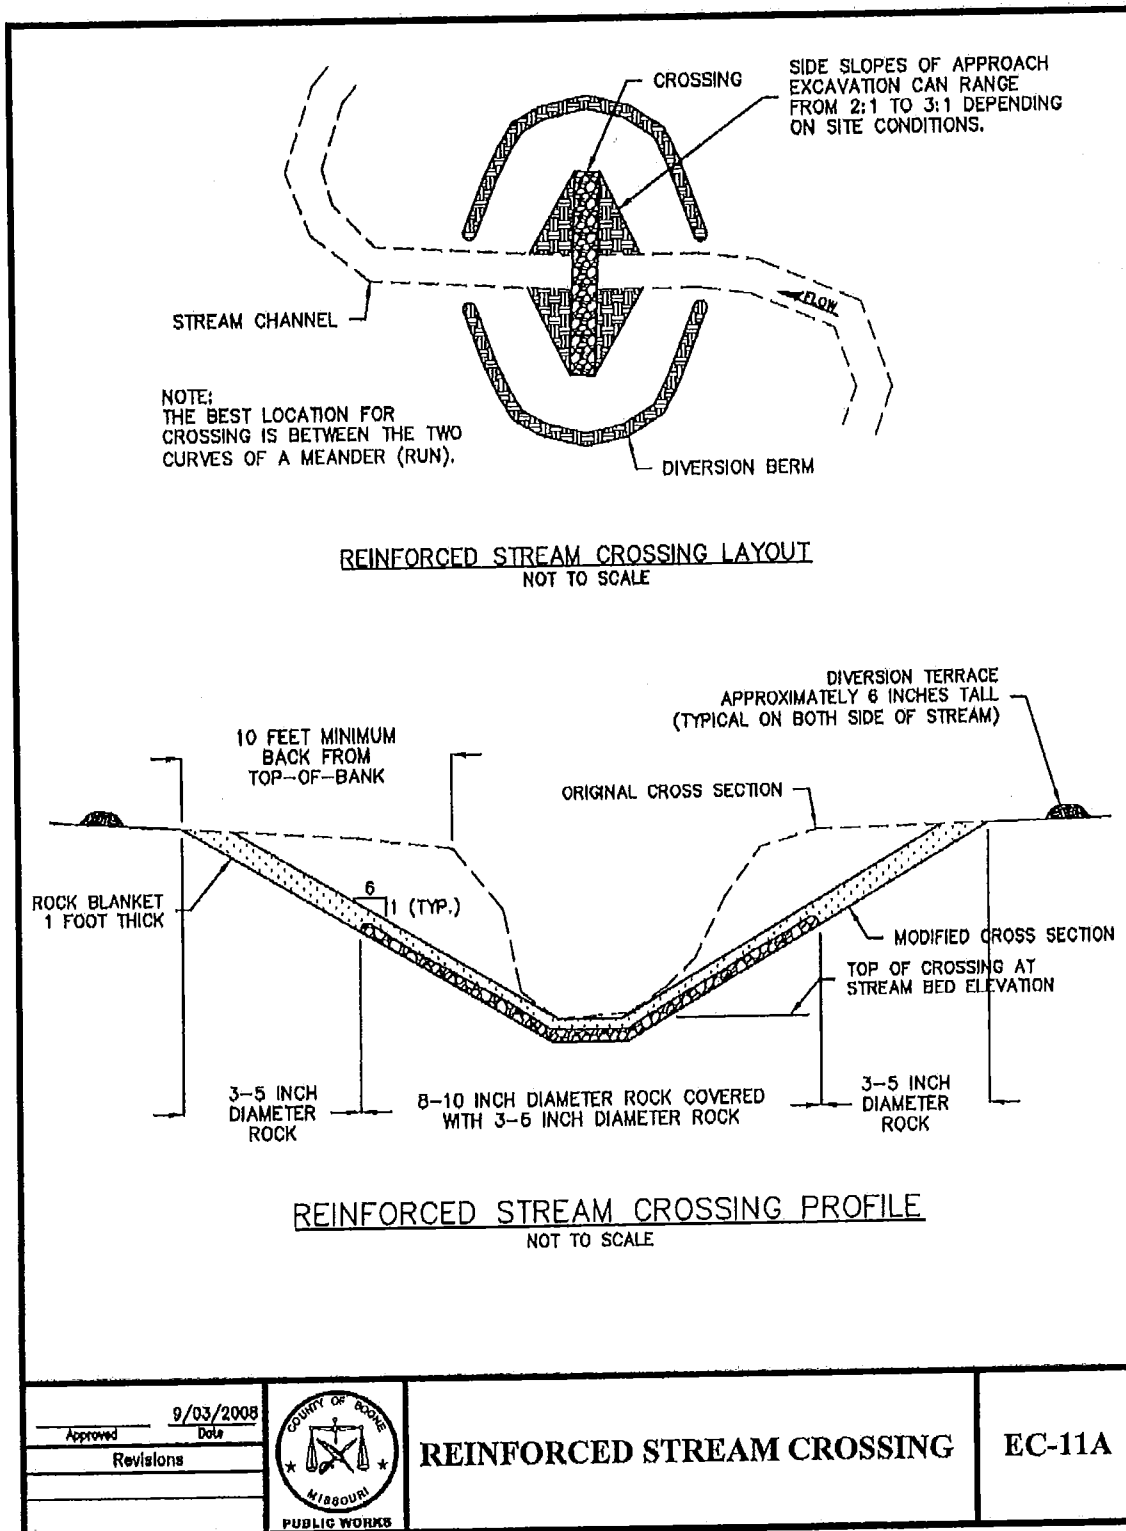 CROSSING
SIDE SLOPES OF APPROACH
EXCAVATION CAN RANGE
FROM 2:1 TO 3:1 DEPENDING
ON SITE CONDITIONS.
FLOW
STREAM CHANNEL
NOTE:
THE BEST LOCATION FOR
CROSSING IS BETWEEN THE TWO
CURVES OF A MEANDER (RUN).
DIVERSION BERM
REINFORCED STREAM CROSSING LAYOUT
NOT TO SCALE
DIVERSION TERRACE
APPROXIMATELY 6 INCHES TALL
(TYPICAL ON BOTH SIDE OF STREAM)
10 FEET MINIMUM
BACK FROM
TOP-OF-BANK
ORIGINAL CROSS SECTION
ROCK BLANKET
1 FOOT THICK
6
1 (TYP.)
MODIFIED CROSS SECTION
TOP OF CROSSING AT
STREAM BED ELEVATION
3-5 INCH
DIAMETER
ROCK
8-10 INCH DIAMETER ROCK COVERED
WITH 3-5 INCH DIAMETER ROCK
3-5 INCH
DIAMETER
ROCK
REINFORCED STREAM CROSSING PROFILE
NOT TO SCALE
9/03/2008
Approved Date
Revisions
COUNTY OF BOONE
MISSOURI
PUBLIC WORKS
REINFORCED STREAM CROSSING
EC-11A